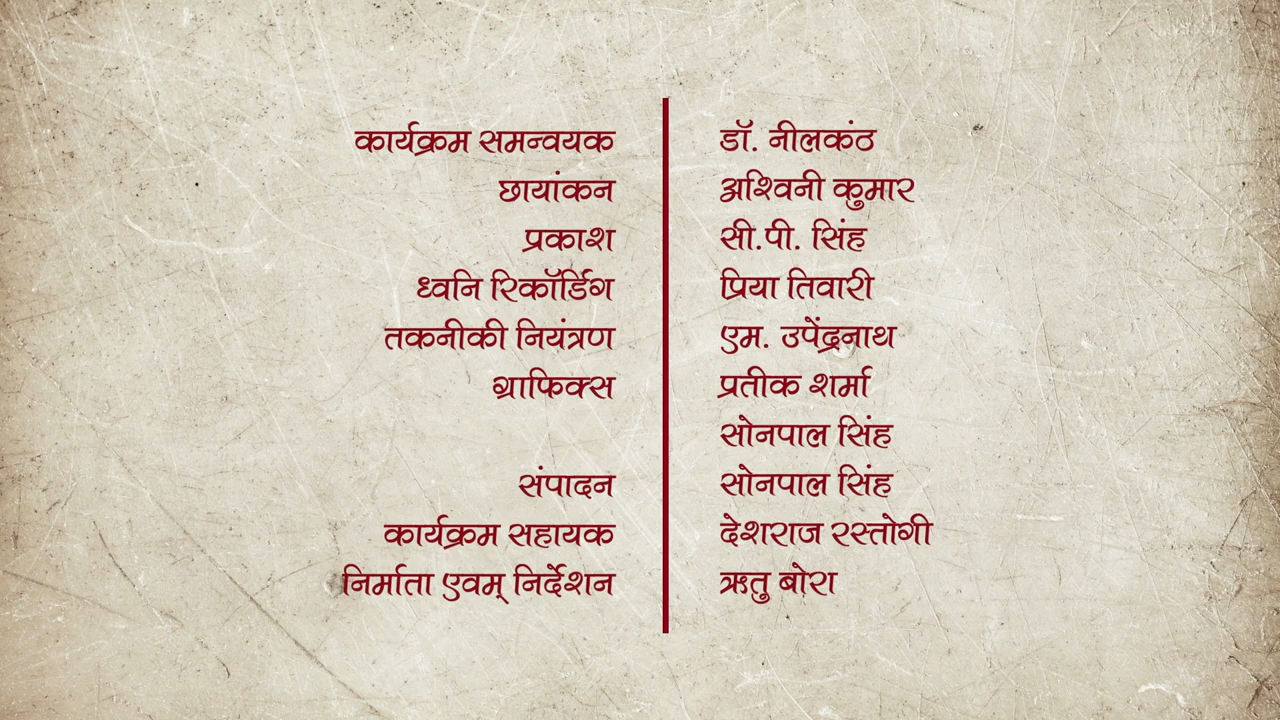 कार्यक्रम समन्वयक डॉ. नीलकंठ
छायांकन अश्विनी कुमार
प्रकाश सी.पी. सिंह
ध्वनि रिकॉर्डिंग प्रिया तिवारी
तकनीकी नियंत्रण एम. उपेंद्रनाथ
ग्राफिक्स प्रतीक शर्मा
सोनपाल सिंह
संपादन सोनपाल सिंह
कार्यक्रम सहायक देशराज रस्तोगी
निर्माता एवम् निर्देशन ऋतु बोरा